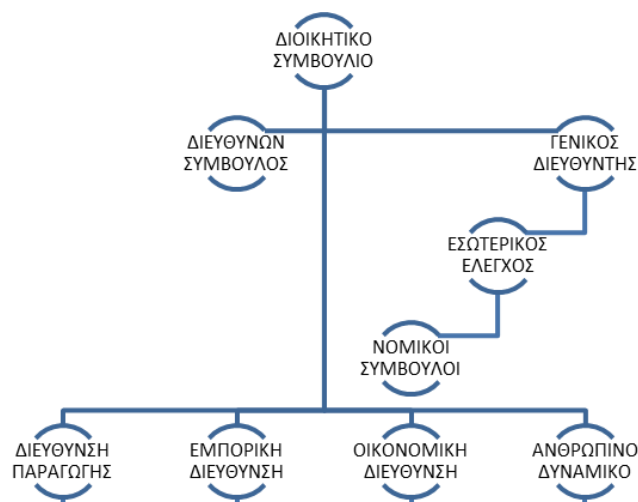 ΔΙΟΙΚΗΤΙΚΟ
ΣΥΜΒΟΥΛΙΟ
ΔΙΕΥΘΥΝΩΝ
ΣΥΜΒΟΥΛΟΣ
ΓΕΝΙΚΟΣ
ΔΙΕΥΘΥΝΤΗΣ
ΕΣΩΤΕΡΙΚΟΣ
ΕΛΕΓΧΟΣ
ΝΟΜΙΚΟΙ
ΣΥΜΒΟΥΛΟΙ
ΔΙΕΥΘΥΝΣΗ
ΠΑΡΑΓΩΓΗΣ
ΕΜΠΟΡΙΚΗ
ΔΙΕΥΘΥΝΣΗ
ΟΙΚΟΝΟΜΙΚΗ
ΔΙΕΥΘΥΝΣΗ
ΑΝΘΡΩΠΙΝΟ
ΔΥΝΑΜΙΚΟ